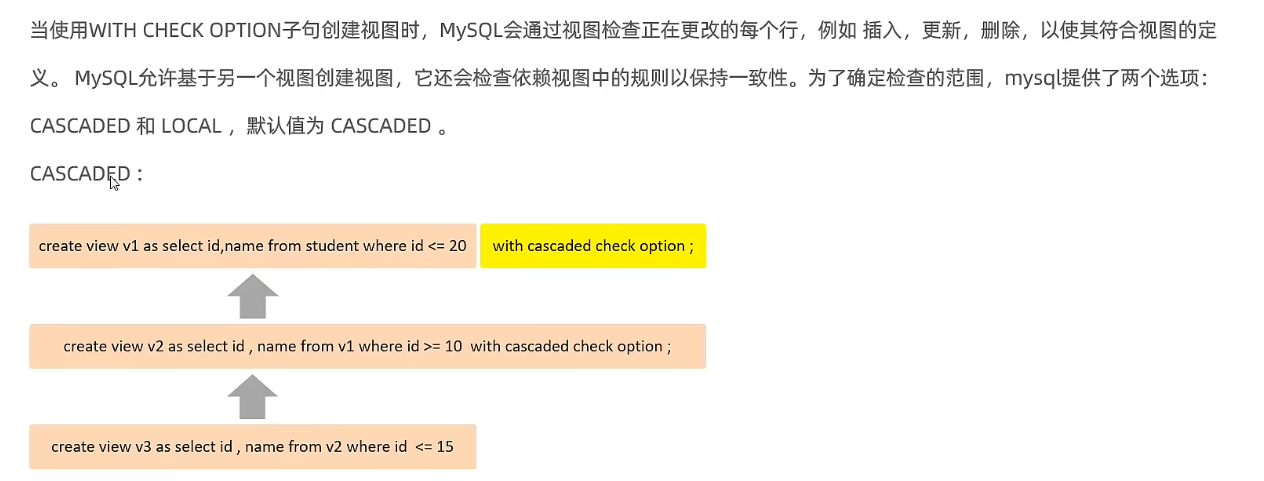 当使用WITH CHECK OPTION子句创建视图时，MySQL会通过视图检查正在更改的每个行，例如 插入，更新，删除，以使其符合视图的定
义。 MySQL允许基于另一个视图创建视图，它还会检查依赖视图中的规则以保持一致性。为了确定检查的范围，mysql提供了两个选项：
CASCADED 和 LOCAL ，默认值为 CASCADED 。
CASCADED：
create view v1 as select id,name from student where id <= 20 with cascaded check option ;
create view v2 as select id , name from v1 where id >= 10 with cascaded check option ;
create view v3 as select id , name from v2 where id <= 15